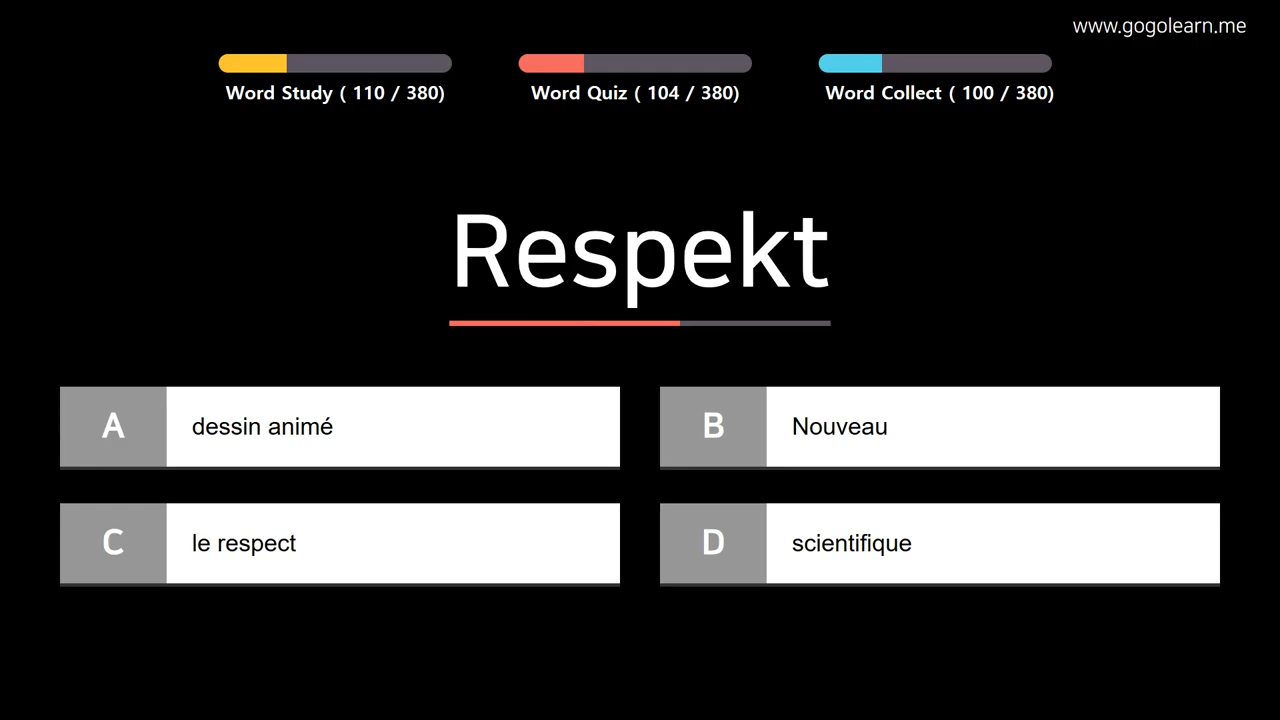 www.gogolearn.me
Word Study ( 110 / 380)
Word Quiz ( 104 / 380)
Word Collect ( 100 / 380)
Respekt
A dessin animé
B Nouveau
C le respect
D scientifique